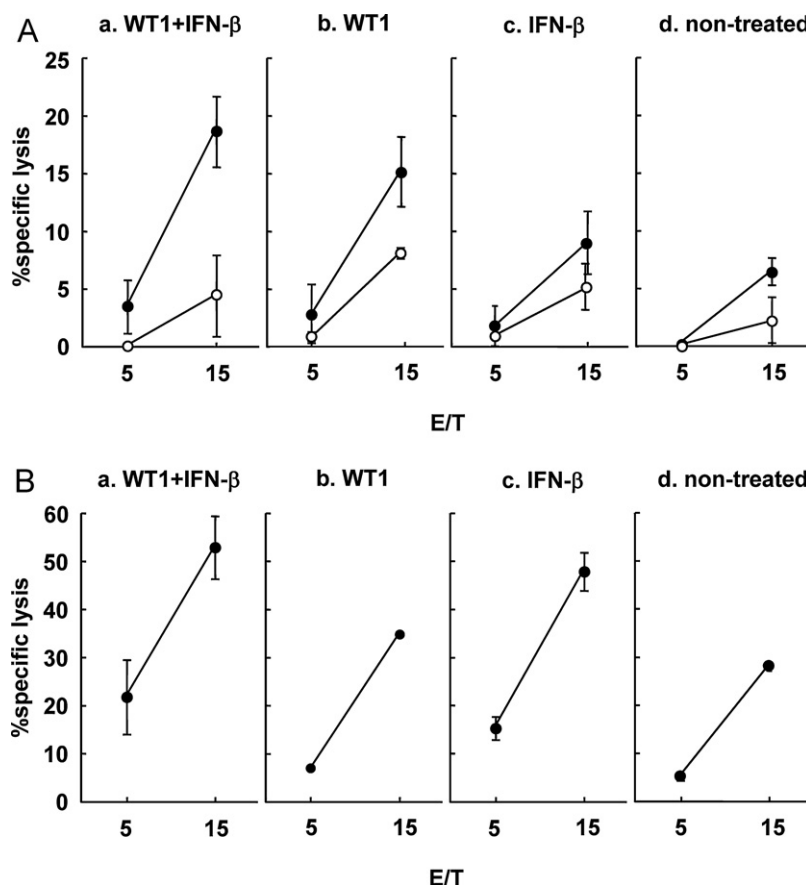 A
a. WT1+IFN-β b. WT1 c. IFN-β d. non-treated
%specific lysis
25
20
15
10
5
0
5 15 5 15 5 15 5 15
E/T
B
a. WT1+IFN-β b. WT1 c. IFN-β d. non-treated
%specific lysis
60
50
40
30
20
10
0
5 15 5 15 5 15 5 15
E/T